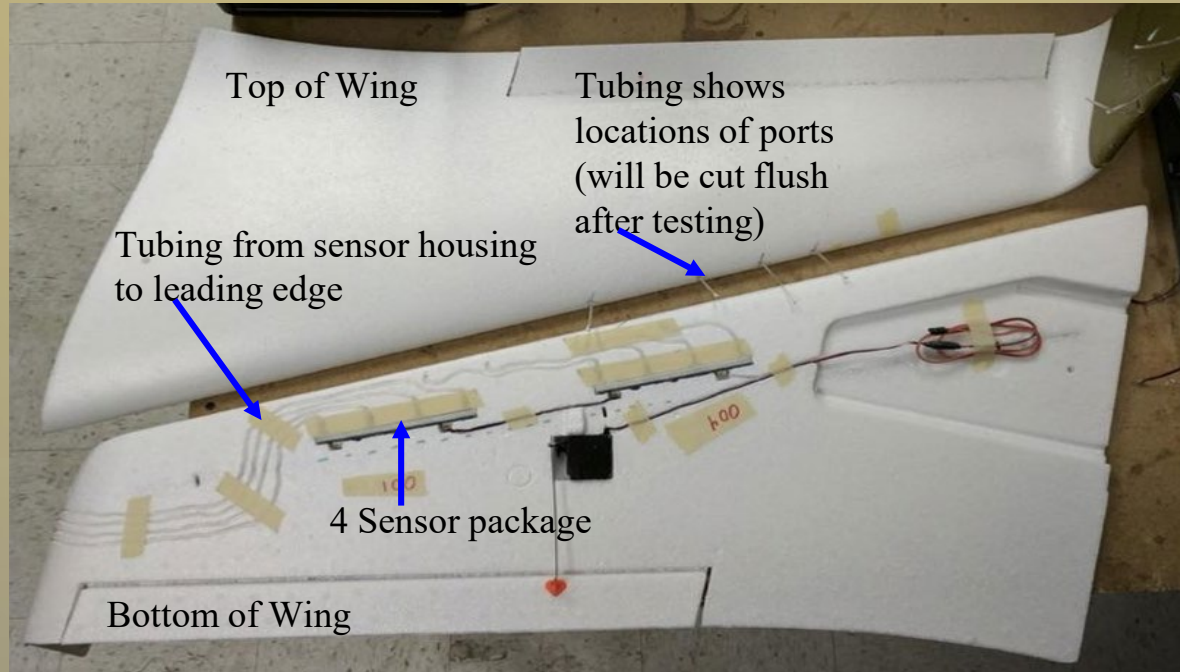 Top of Wing
Tubing shows
locations of ports
(will be cut flush
after testing)
Tubing from sensor housing
to leading edge
4 Sensor package
Bottom of Wing